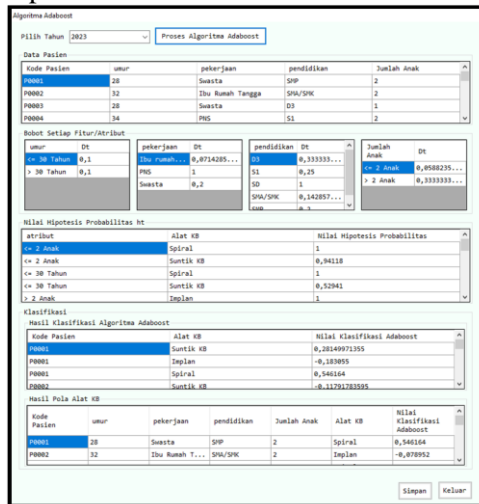 Algoritma Adaboost
Pilih Tahun 2023 Proses Algoritma Adaboost
Data Pasien
Kode Pasien umur pekerjaan pendidikan Jumlah Anak
P0001 28 Swasta SMP 2
P0002 32 Ibu Rumah Tangga SMA/SMK 2
P0003 28 Swasta D3 1
P0004 34 PNS S1 2
Bobot Setiap Fitur/Atribut
umur Dt
<= 30 Tahun 0,1
> 30 Tahun 0,1
pekerjaan Dt
Ibu rumah... 0,0714285...
PNS 1
Swasta 0,2
pendidikan Dt
D3 0,333333...
S1 0,25
SD 1
SMA/SMK 0,142857...
SMP 0,2
Jumlah Anak Dt
<= 2 Anak 0,0588235...
> 2 Anak 0,3333333...
Nilai Hipotesis Probabilitas ht
atribut Alat KB Nilai Hipotesis Probabilitas
<= 2 Anak Spiral 1
<= 2 Anak Suntik KB 0,94118
<= 30 Tahun Spiral 1
<= 30 Tahun Suntik KB 0,52941
> 2 Anak Implan 1
Klasifikasi
Hasil Klasifikasi Algoritma Adaboost
Kode Pasien Alat KB Nilai Klasifikasi Adaboost
P0001 Suntik KB 0,28149971355
P0001 Implan -0,183055
P0001 Spiral 0,546164
P0002 Suntik KB -0,11791783595
Hasil Pola Alat KB
Kode Pasien umur pekerjaan pendidikan Jumlah Anak Alat KB Nilai Klasifikasi Adaboost
P0001 28 Swasta SMP 2 Spiral 0,546164
P0002 32 Ibu Rumah T... SMA/SMK 2 Implan -0,078952
Simpan Keluar